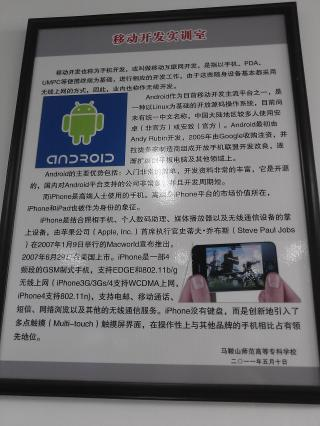 移动开发实训室
移动开发也称为手机开发，或叫做移动互联网开发，是指以手机、PDA、
UMPC等便携终端为基础，进行相应的开发工作，由于这些随身设备基本都采用
无线上网的方式，因此，业内也称作无线开发。
Android作为目前移动开发主流平台之一，是
一种以Linux为基础的开放源码操作系统，目前尚
未有统一中文名称，中国大陆地区较多人使用安
卓（非官方）或安致（官方）。Android最初由
Andy Rubin开发，2005年由Google收购注资，并
拉拢多家制造商组成开放手机联盟开发改良，逐
渐扩展到平板电脑及其他领域上。
ANDROID
Android的主要优势包括：入门非常的简单，开发资料非常的丰富，它是开源
的，国内对Android平台支持的公司非常多，并且开发周期短。
而iPhone是高端人士使用的手机，高端是iPhone平台的市场价值所在，
iPhone和iPad也被作为身份的象征。
iPhone是结合照相手机、个人数码助理、媒体播放器以及无线通信设备的掌
上设备，由苹果公司（Apple, Inc.）首席执行官史蒂夫·乔布斯（Steve Paul Jobs
）在2007年1月9日举行的Macworld宣布推出，
2007年6月29日在美国上市。iPhone是一部4
频段的GSM制式手机，支持EDGE和802.11b/g
无线上网（iPhone3G/3Gs/4支持WCDMA上网，
iPhone4支持802.11n)，支持电邮、移动通话、
短信、网络浏览以及其他的无线通信服务。iPhone没有键盘，而是创新地引入了
多点触摸（Multi-touch）触摸屏界面，在操作性上与其他品牌的手机相比占有领
先地位。
马鞍山师范高等专科学校
二〇一一年五月十日